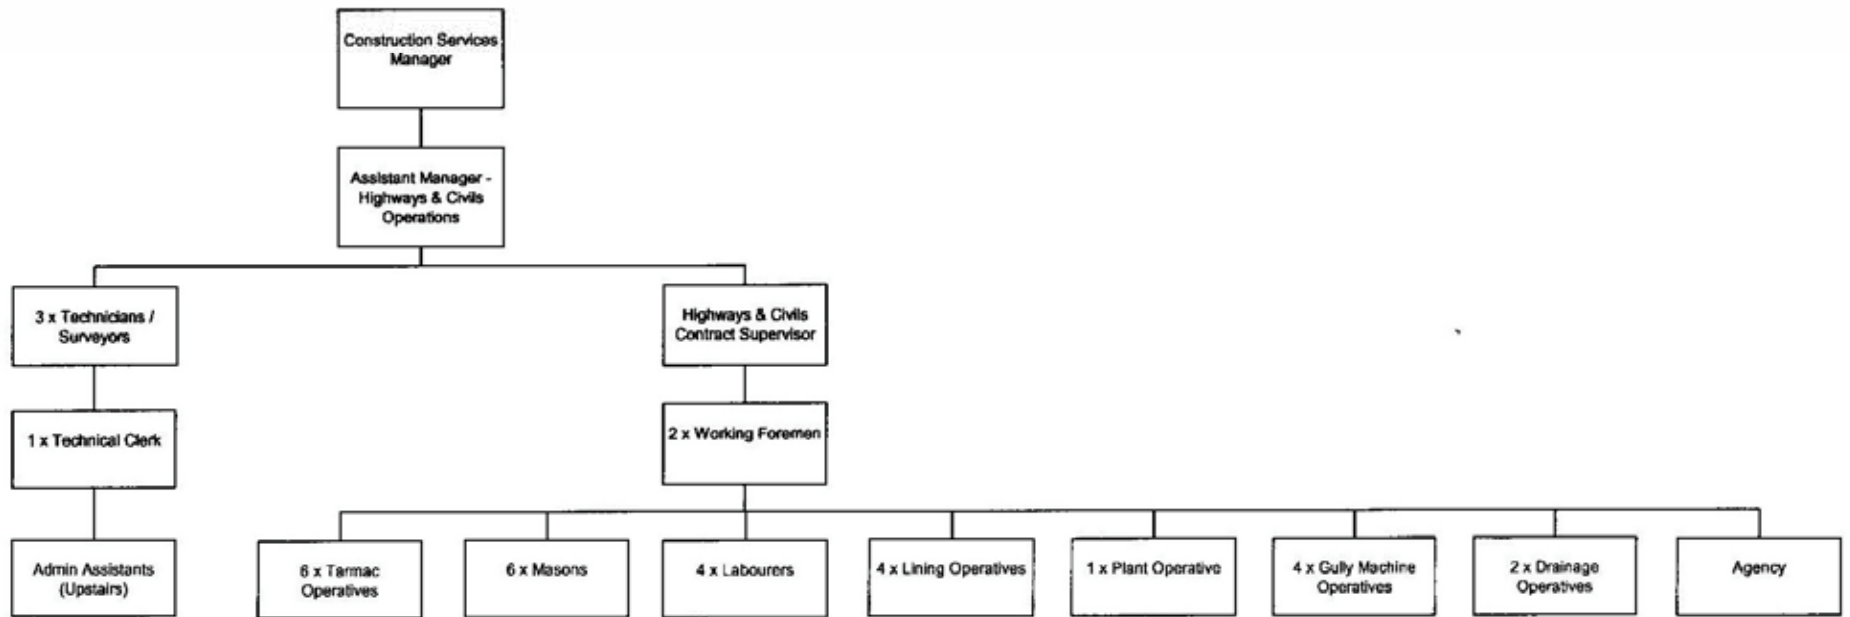 Construction Services
Manager
Assistant Manager -
Highways & Civils
Operations
3 x Technicians /
Surveyors
Highways & Civils
Contract Supervisor
1 x Technical Clerk
2 x Working Foremen
Admin Assistants
(Upstairs)
6 x Tarmac
Operatives
6 x Masons
4 x Labourers
4 x Lining Operatives
1 x Plant Operative
4 x Gully Machine
Operatives
2 x Drainage
Operatives
Agency